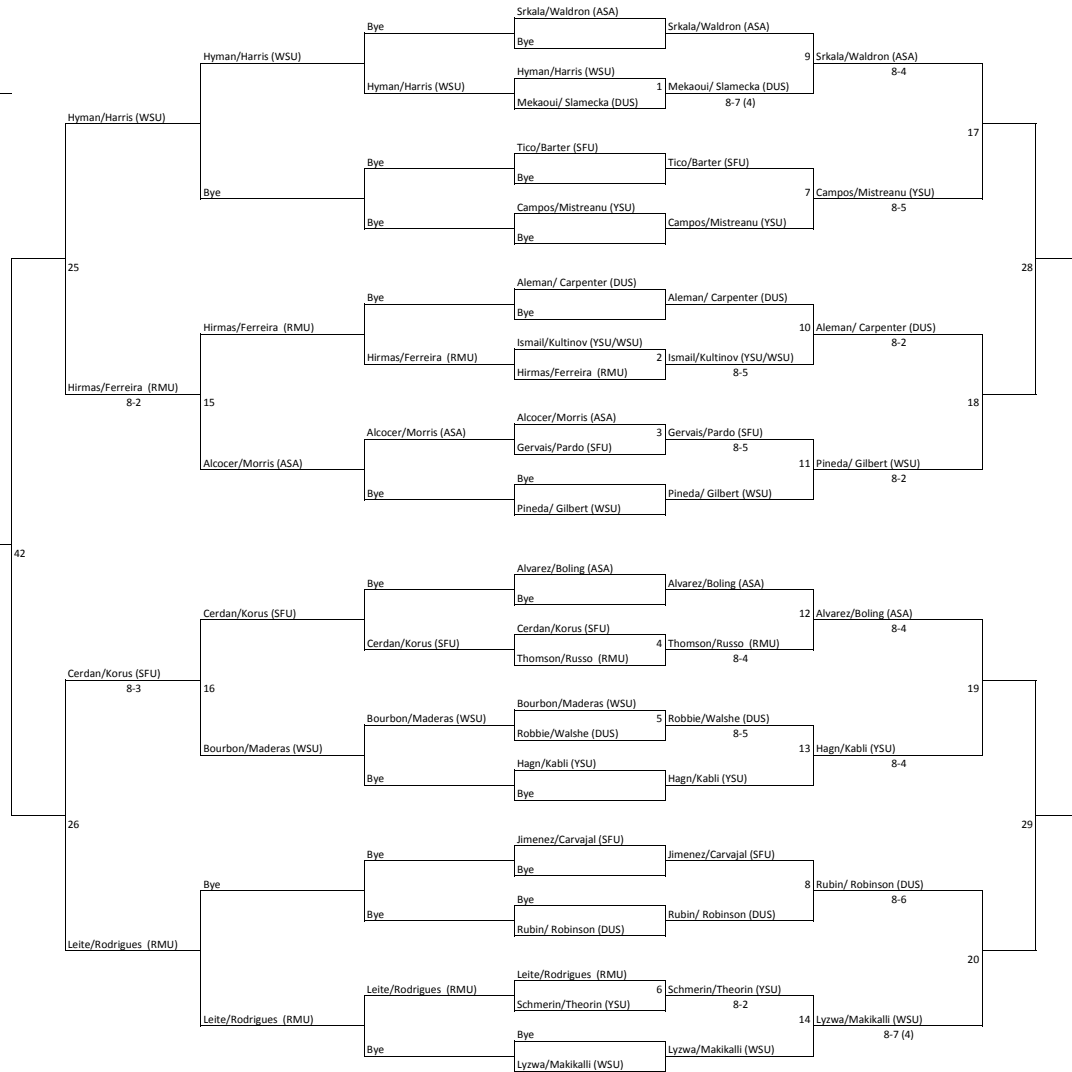 Srkala/Waldron (ASA)
Bye Srkala/Waldron (ASA)
Bye
Hyman/Harris (WSU) 9 Srkala/Waldron (ASA)
8-4
Hyman/Harris (WSU)
Hyman/Harris (WSU) 1 Mekaoui/ Slamecka (DUS)
Mekaoui/ Slamecka (DUS) 8-7 (4)
Hyman/Harris (WSU)
17
Tico/Barter (SFU)
Bye Tico/Barter (SFU)
Bye
Bye 7 Campos/Mistreanu (YSU)
Campos/Mistreanu (YSU) 8-5
Bye Campos/Mistreanu (YSU)
Bye
25 28
Aleman/ Carpenter (DUS)
Bye Aleman/ Carpenter (DUS)
Bye
Hirmas/Ferreira (RMU) 10 Aleman/ Carpenter (DUS)
Ismail/Kultinov (YSU/WSU) 8-2
Hirmas/Ferreira (RMU) 2 Ismail/Kultinov (YSU/WSU)
Hirmas/Ferreira (RMU) 8-5
Hirmas/Ferreira (RMU)
8-2 15 18
Alcocer/Morris (ASA)
Alcocer/Morris (ASA) 3 Gervais/Pardo (SFU)
Gervais/Pardo (SFU) 8-5
Alcocer/Morris (ASA) 11 Pineda/ Gilbert (WSU)
Bye 8-2
Bye Pineda/ Gilbert (WSU)
Pineda/ Gilbert (WSU)
42
Alvarez/Boling (ASA)
Bye Alvarez/Boling (ASA)
Bye
Cerdan/Korus (SFU) 12 Alvarez/Boling (ASA)
Cerdan/Korus (SFU) 8-4
Cerdan/Korus (SFU) 4 Thomson/Russo (RMU)
Thomson/Russo (RMU) 8-4
Cerdan/Korus (SFU)
8-3 16 19
Bourbon/Maderas (WSU)
Bourbon/Maderas (WSU) 5 Robbie/Walshe (DUS)
Robbie/Walshe (DUS) 8-5
Bourbon/Maderas (WSU) 13 Hagn/Kabli (YSU)
Hagn/Kabli (YSU) 8-4
Bye Hagn/Kabli (YSU)
Bye
26 29
Jimenez/Carvajal (SFU)
Bye Jimenez/Carvajal (SFU)
Bye
Bye 8 Rubin/ Robinson (DUS)
Bye 8-6
Bye Rubin/ Robinson (DUS)
Rubin/ Robinson (DUS)
Leite/Rodrigues (RMU)
20
Leite/Rodrigues (RMU)
Leite/Rodrigues (RMU) 6 Schmerin/Theorin (YSU)
Schmerin/Theorin (YSU) 8-2
Leite/Rodrigues (RMU) 14 Lyzwa/Makikalli (WSU)
Bye 8-7 (4)
Bye Lyzwa/Makikalli (WSU)
Lyzwa/Makikalli (WSU)